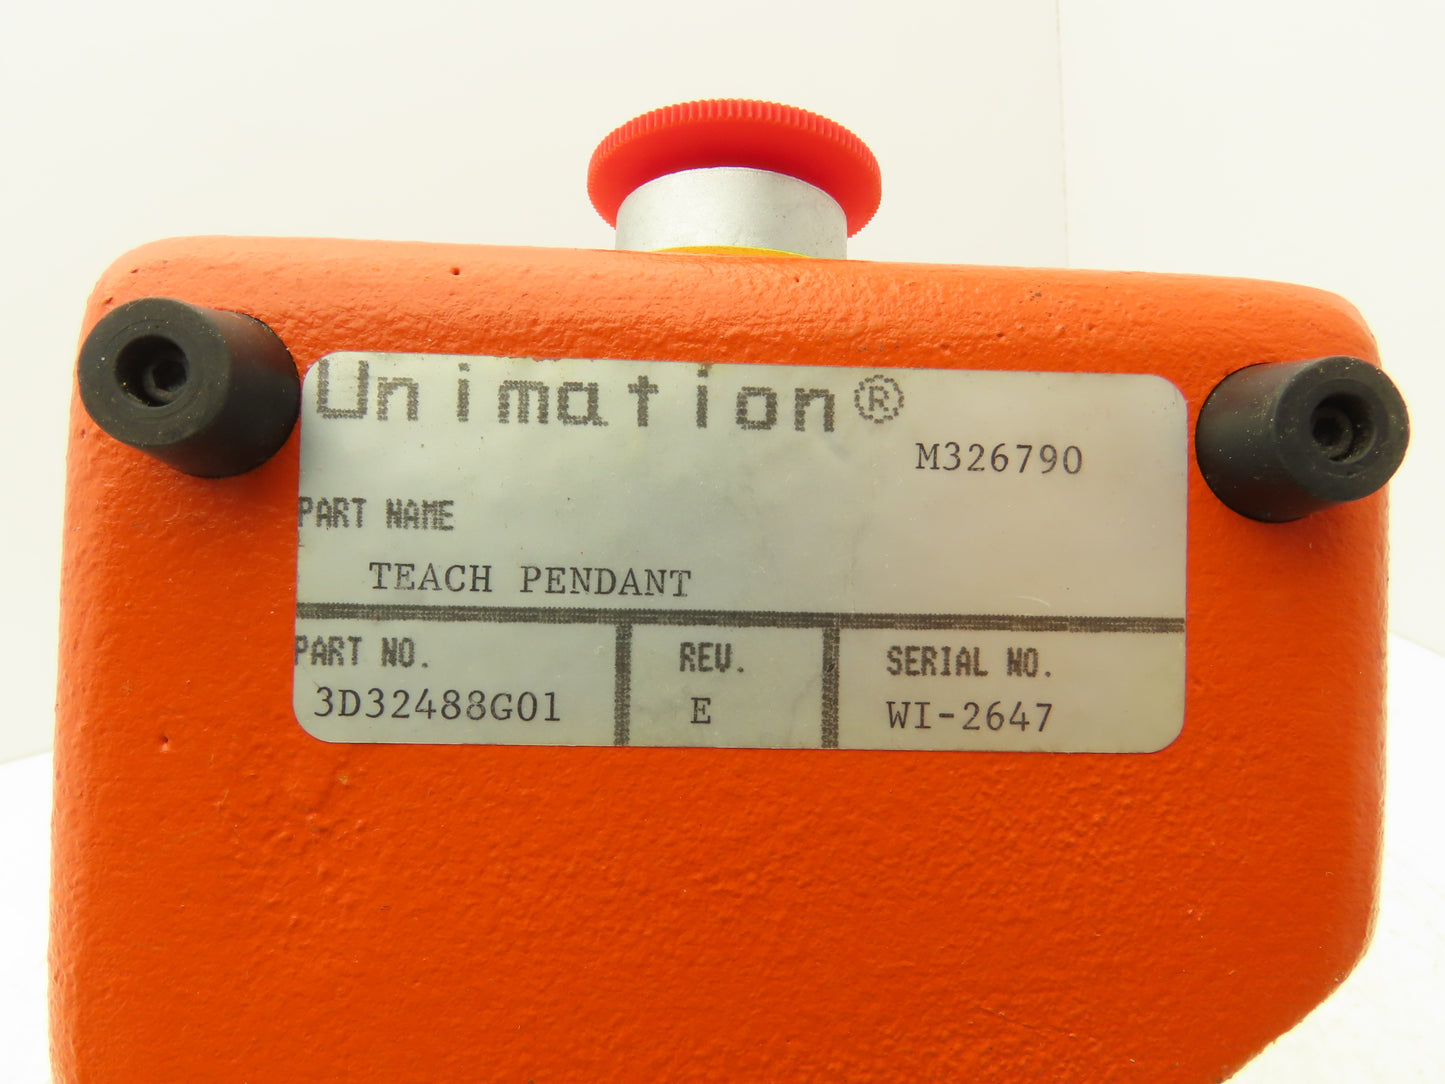 Unimation®
M326790
PART NAME
TEACH PENDANT
PART NO. REV. SERIAL NO.
3D32488G01 E WI-2647